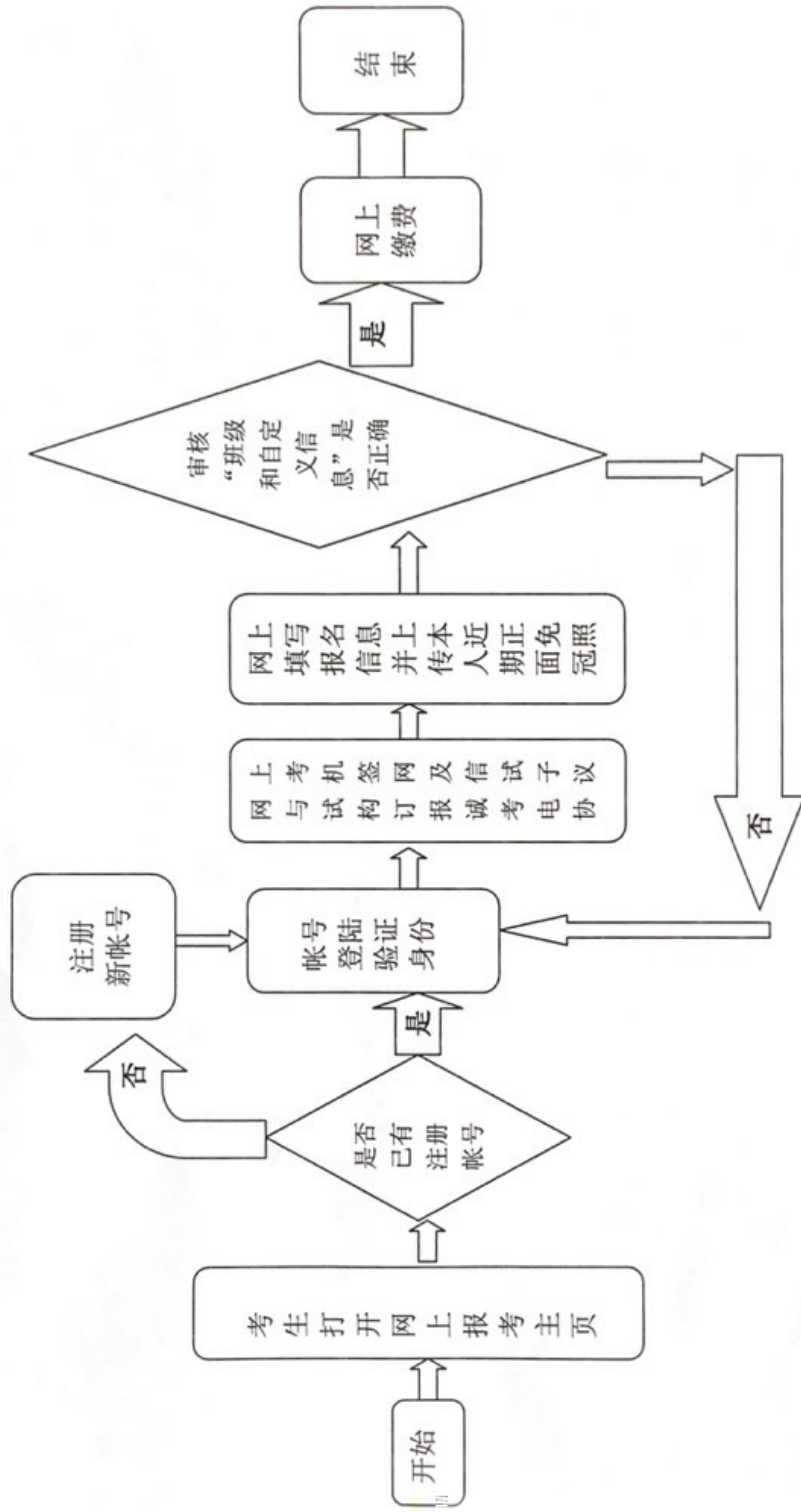 开始
考生打开网上报考主页
是否
已有
注册
帐号
否
注册
新帐号
是
帐号
登陆
验证
身份
网上
与考
试机
构签
订网
报及
诚信
考试
电子
协议
网上
填写
报名
信息
并上
传本
人近
期正
面免
冠照
审核
“班级
和自定
义信
息”是
否正确
否
是
网上
缴费
结
束